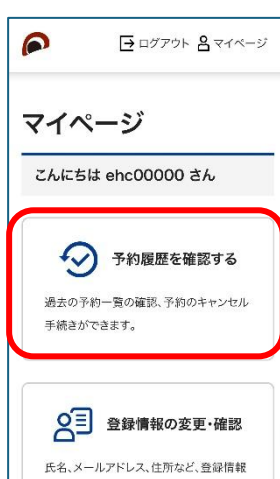 ログアウト マイページ
マイページ
こんにちは ehc00000 さん
予約履歴を確認する
過去の予約一覧の確認、予約のキャンセル
手続きができます。
登録情報の変更・確認
氏名、メールアドレス、住所など、登録情報